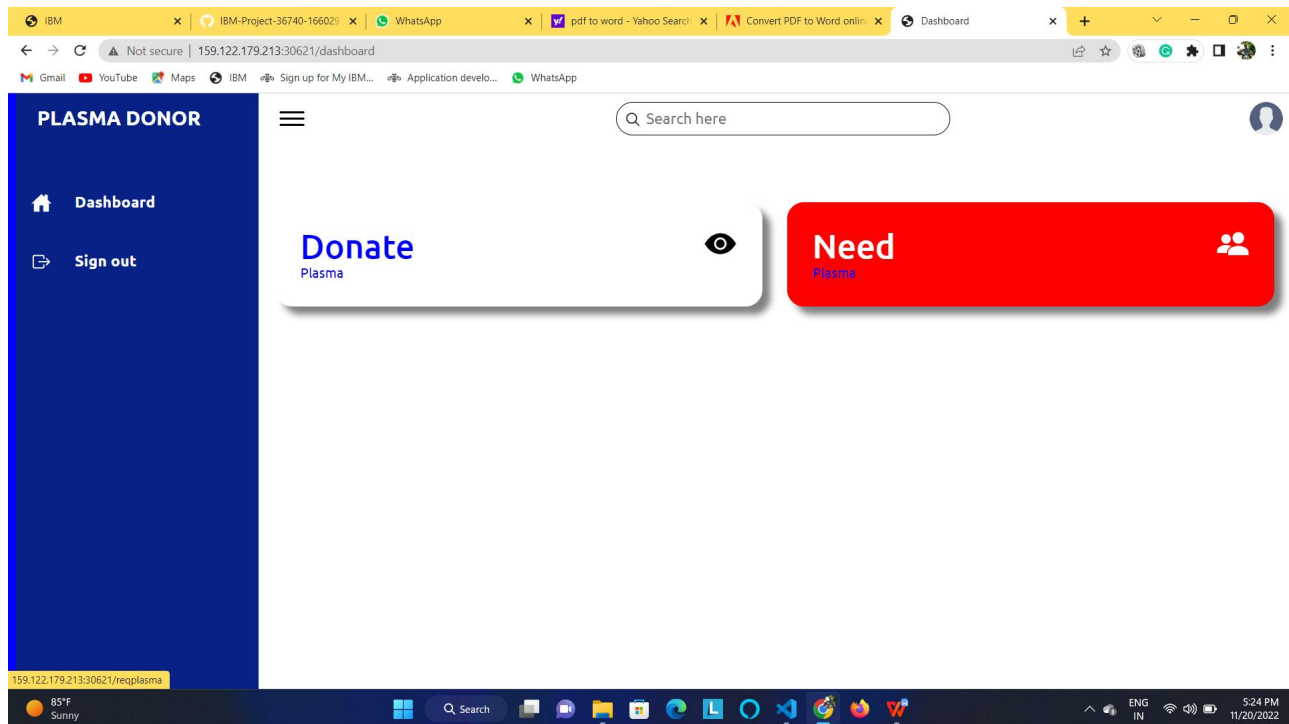 IBM
IBM-Project-36740-166029
WhatsApp
pdf to word - Yahoo Search
Convert PDF to Word onlin
Dashboard
Not secure | 159.122.179.213:30621/dashboard
Gmail YouTube Maps IBM Sign up for My IBM... Application develo... WhatsApp
PLASMA DONOR
Search here
Dashboard
Sign out
Donate
Plasma
Need
Plasma
159.122.179.213:30621/reqplasma
85°F
Sunny
Search
ENG
IN
5:24 PM
11/20/2022